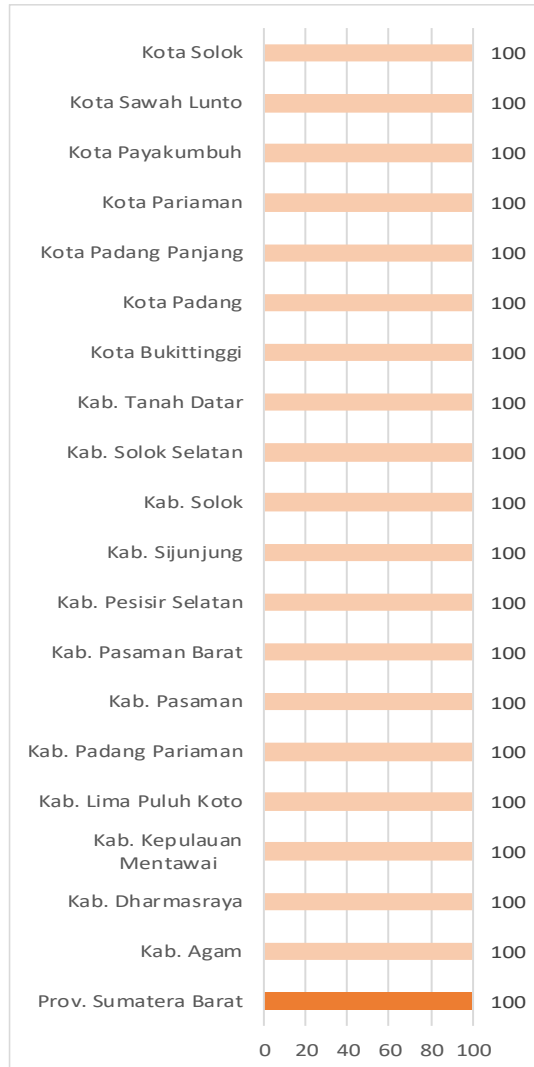 Kota Solok 100
Kota Sawah Lunto 100
Kota Payakumbuh 100
Kota Pariaman 100
Kota Padang Panjang 100
Kota Padang 100
Kota Bukittinggi 100
Kab. Tanah Datar 100
Kab. Solok Selatan 100
Kab. Solok 100
Kab. Sijunjung 100
Kab. Pesisir Selatan 100
Kab. Pasaman Barat 100
Kab. Pasaman 100
Kab. Padang Pariaman 100
Kab. Lima Puluh Koto 100
Kab. Kepulauan
Mentawai 100
Kab. Dharmasraya 100
Kab. Agam 100
Prov. Sumatera Barat 100
0 20 40 60 80 100